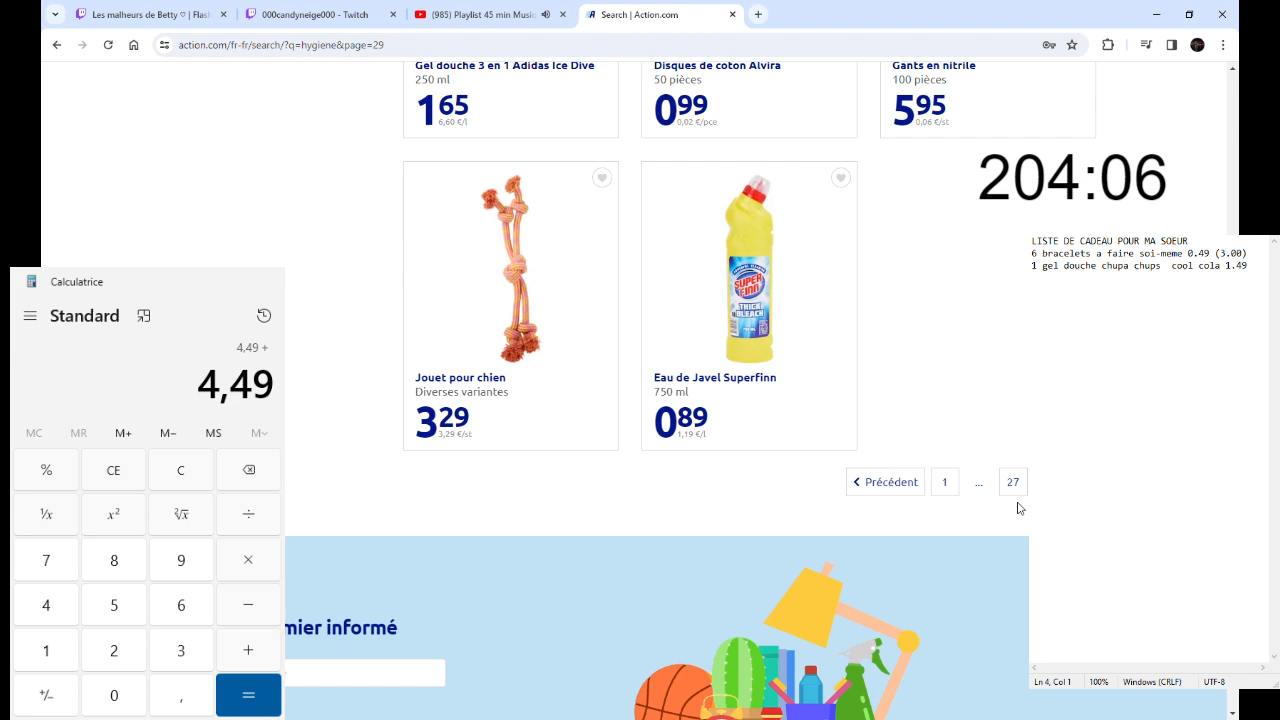 Les malheurs de Betty ♡ | Flas
000candyneige000 - Twitch
(985) Playlist 45 min Music
Search | Action.com
action.com/fr-fr/search/?q=hygiene&page=29
Gel douche 3 en 1 Adidas Ice Dive
250 ml
1 65
6,60 €/l
Disques de coton Alvira
50 pièces
0 99
0,02 €/pce
Gants en nitrile
100 pièces
5 95
0,06 €/st
204:06
LISTE DE CADEAU POUR MA SOEUR
6 bracelets a faire soi-meme 0.49 (3.00)
1 gel douche chupa chups  cool cola 1.49
Calculatrice
Standard
4,49 +
4,49
MC MR M+ M− MS M
% CE C
¹/x x² ²√x ÷
7 8 9 ×
4 5 6 −
1 2 3 +
+/− 0 , =
SUPER
FINN
THICK
BLEACH
Jouet pour chien
Diverses variantes
3 29
3,29 €/st
Eau de Javel Superfinn
750 ml
0 89
1,19 €/l
Précédent 1 ... 27
mier informé
Ln 4, Col 1 100% Windows (CRLF) UTF-8